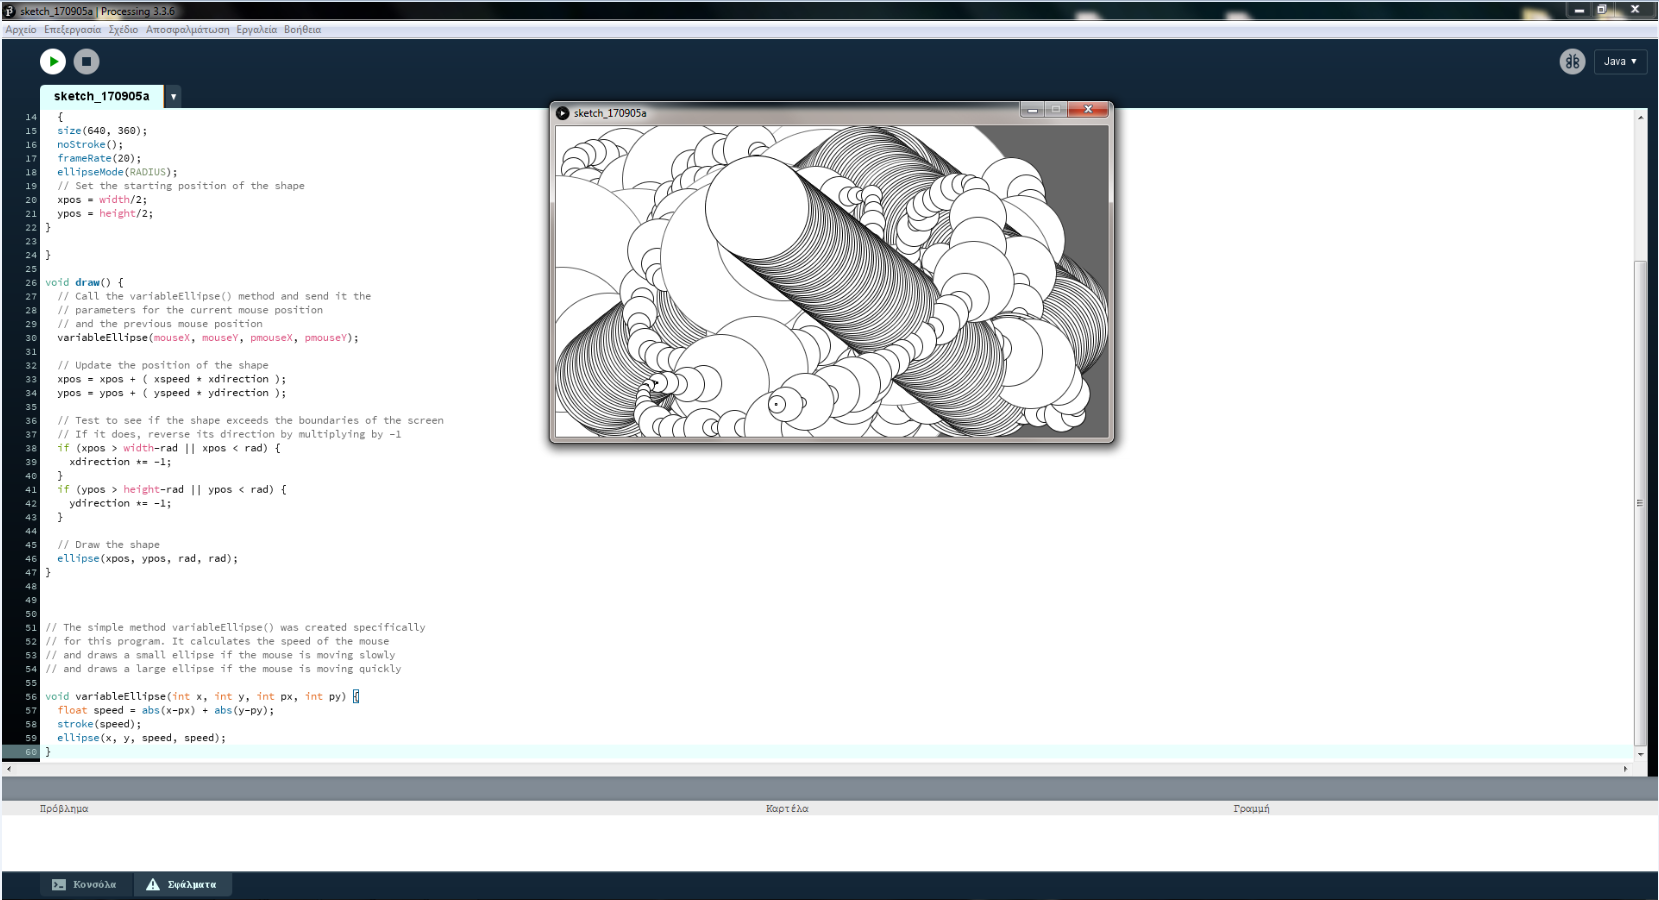 sketch_170905a | Processing 3.3.6
Αρχείο Επεξεργασία Σχέδιο Αποσφαλμάτωση Εργαλεία Βοήθεια
Java ▼
sketch_170905a ▼
sketch_170905a
14 {
15 size(640, 360);
16 noStroke();
17 frameRate(20);
18 ellipseMode(RADIUS);
19 // Set the starting position of the shape
20 xpos = width/2;
21 ypos = height/2;
22 }
23
24 }
25
26 void draw() {
27 // Call the variableEllipse() method and send it the
28 // parameters for the current mouse position
29 // and the previous mouse position
30 variableEllipse(mouseX, mouseY, pmouseX, pmouseY);
31
32 // Update the position of the shape
33 xpos = xpos + ( xspeed * xdirection );
34 ypos = ypos + ( yspeed * ydirection );
35
36 // Test to see if the shape exceeds the boundaries of the screen
37 // If it does, reverse its direction by multiplying by -1
38 if (xpos > width-rad || xpos < rad) {
39 xdirection *= -1;
40 }
41 if (ypos > height-rad || ypos < rad) {
42 ydirection *= -1;
43 }
44
45 // Draw the shape
46 ellipse(xpos, ypos, rad, rad);
47 }
48
49
50
51 // The simple method variableEllipse() was created specifically
52 // for this program. It calculates the speed of the mouse
53 // and draws a small ellipse if the mouse is moving slowly
54 // and draws a large ellipse if the mouse is moving quickly
55
56 void variableEllipse(int x, int y, int px, int py) {
57 float speed = abs(x-px) + abs(y-py);
58 stroke(speed);
59 ellipse(x, y, speed, speed);
60 }
Πρόβλημα Καρτέλα Γραμμή
Κονσόλα Σφάλματα